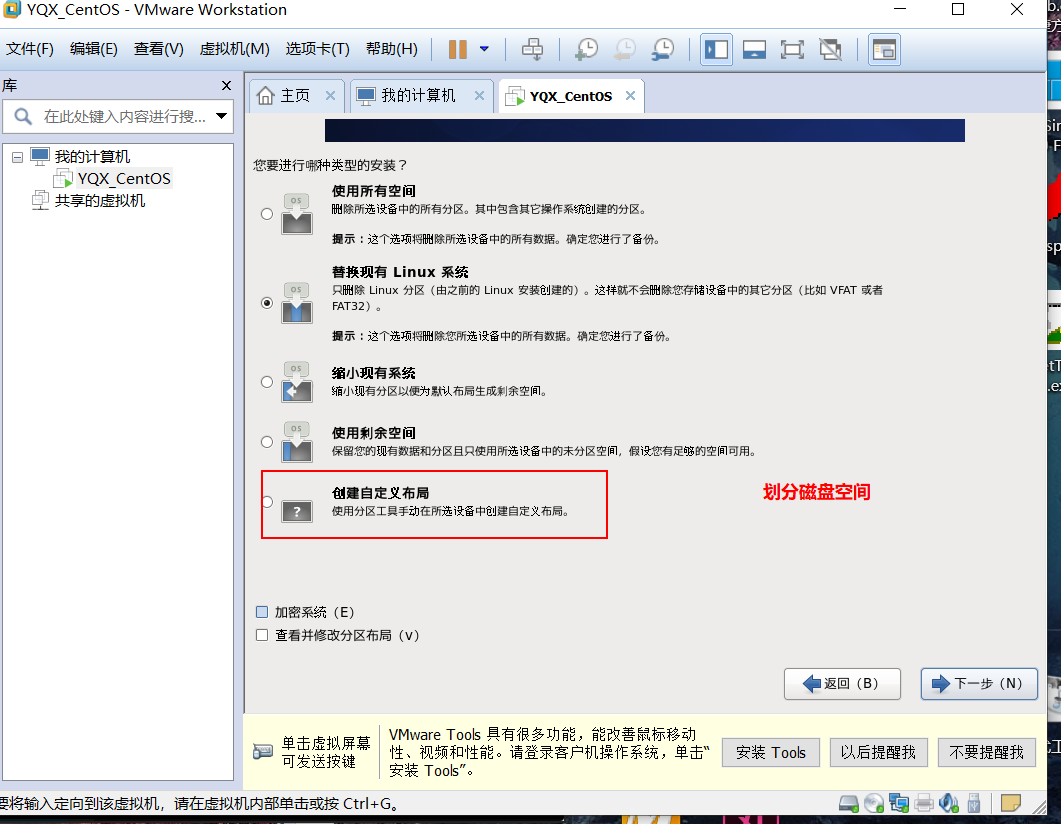 YQX_CentOS - VMware Workstation
文件(F) 编辑(E) 查看(V) 虚拟机(M) 选项卡(T) 帮助(H)
库
在此处键入内容进行搜...
我的计算机
YQX_CentOS
共享的虚拟机
主页 我的计算机 YQX_CentOS
您要进行哪种类型的安装？
使用所有空间
删除所选设备中的所有分区。其中包含其它操作系统创建的分区。
提示：这个选项将删除所选设备中的所有数据。确定您进行了备份。
替换现有 Linux 系统
只删除 Linux 分区（由之前的 Linux 安装创建的）。这样就不会删除您存储设备中的其它分区（比如 VFAT 或者
FAT32）。
提示：这个选项将删除您所选设备中的所有数据。确定您进行了备份。
缩小现有系统
缩小现有分区以便为默认布局生成剩余空间。
使用剩余空间
保留您的现有数据和分区且只使用所选设备中的未分区空间，假设您有足够的空间可用。
创建自定义布局
使用分区工具手动在所选设备中创建自定义布局。
划分磁盘空间
OS
OS
OS
OS
?
加密系统（E）
查看并修改分区布局（v）
返回（B） 下一步（N）
单击虚拟屏幕
可发送按键
VMware Tools 具有很多功能，能改善鼠标移动
性、视频和性能。请登录客户机操作系统，单击“
安装 Tools”。
安装 Tools 以后提醒我 不要提醒我
要将输入定向到该虚拟机，请在虚拟机内部单击或按 Ctrl+G。